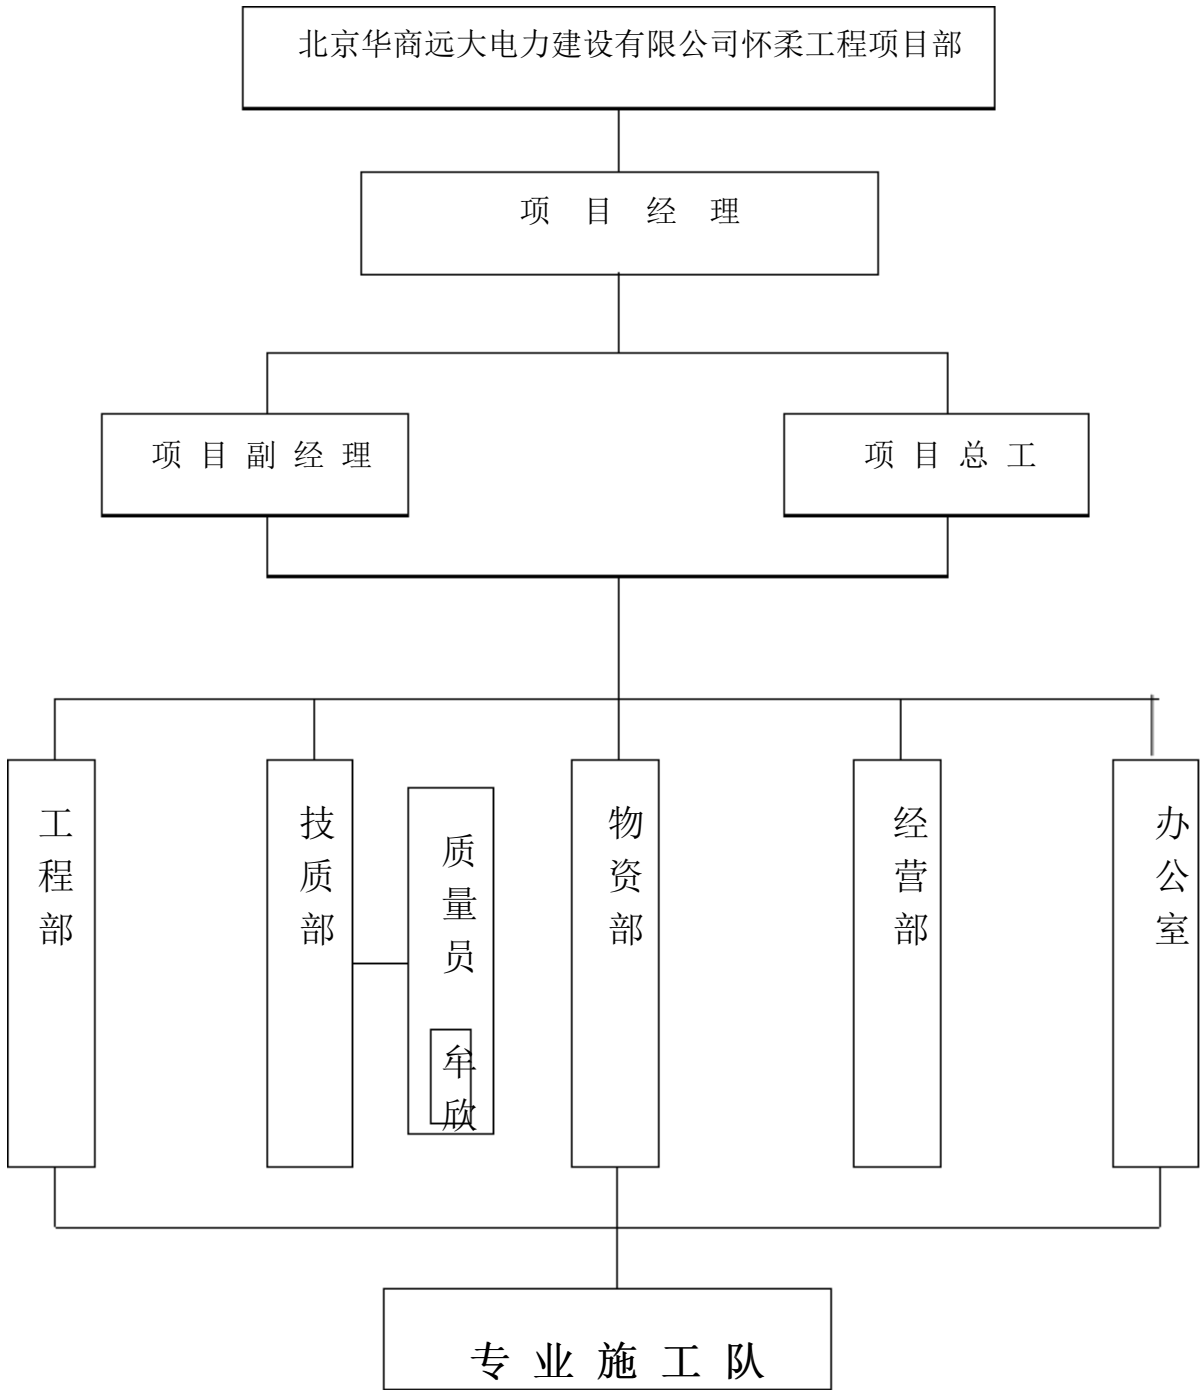 北京华商远大电力建设有限公司怀柔工程项目部
项目经理
项目副经理
项目总工
工程部
技质部
质量员
牟欣
物资部
经营部
办公室
专业施工队